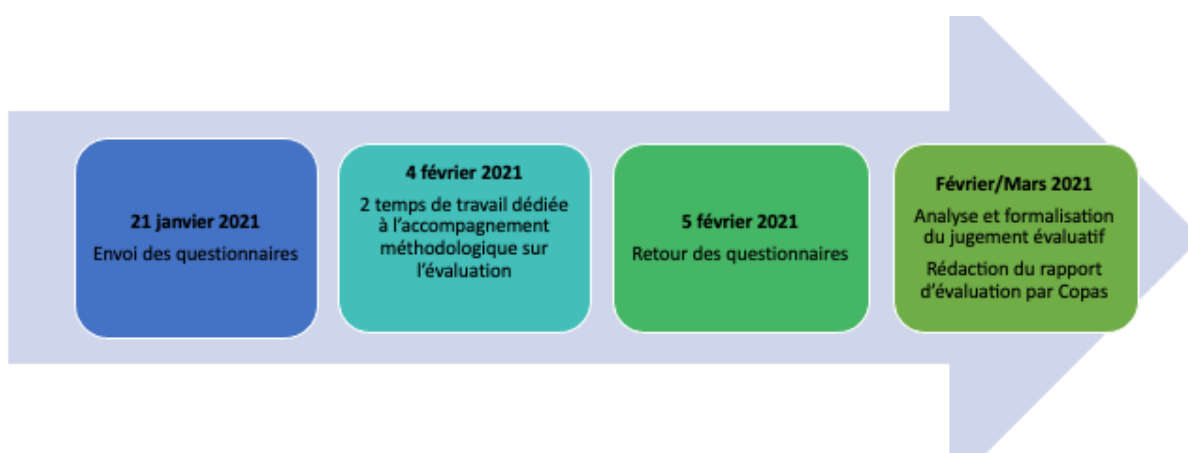 21 janvier 2021
Envoi des questionnaires
4 février 2021
2 temps de travail dédiée
à l’accompagnement
méthodologique sur
l’évaluation
5 février 2021
Retour des questionnaires
Février/Mars 2021
Analyse et formalisation
du jugement évaluatif
Rédaction du rapport
d’évaluation par Copas